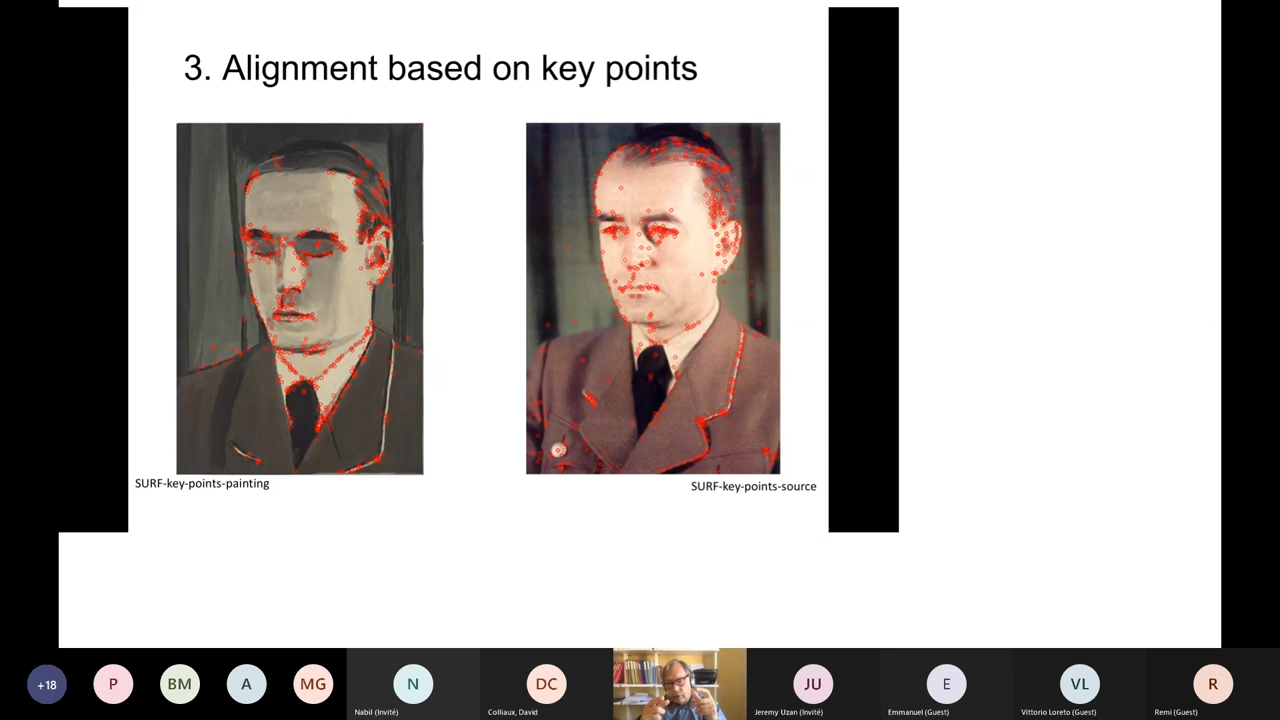 3. Alignment based on key points
SURF-key-points-painting
SURF-key-points-source
+18
P
BM
A
MG
N
Nabil (Invité)
DC
Colliaux, David
JU
Jeremy Uzan (Invité)
E
Emmanuel (Guest)
VL
Vittorio Loreto (Guest)
R
Remi (Guest)